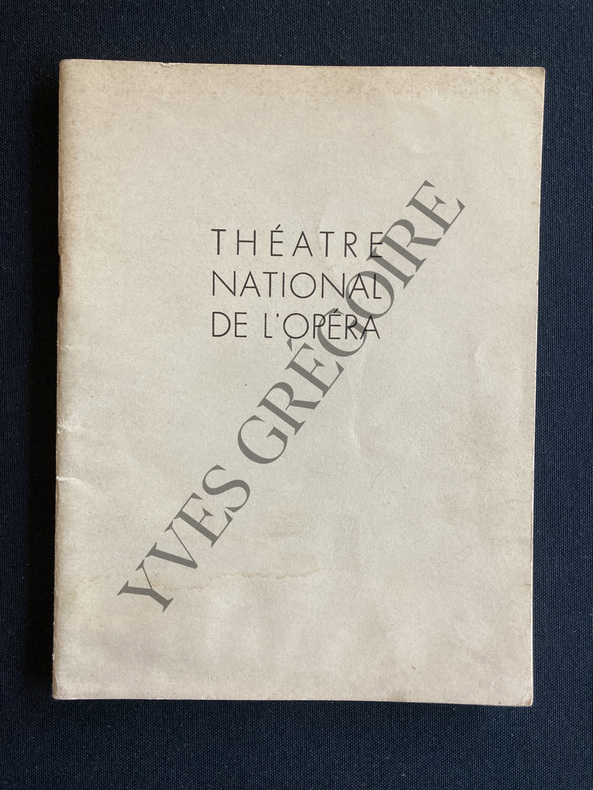 THÉATRE
NATIONAL
DE L'OPÉRA
YVES GRÉGOIRE